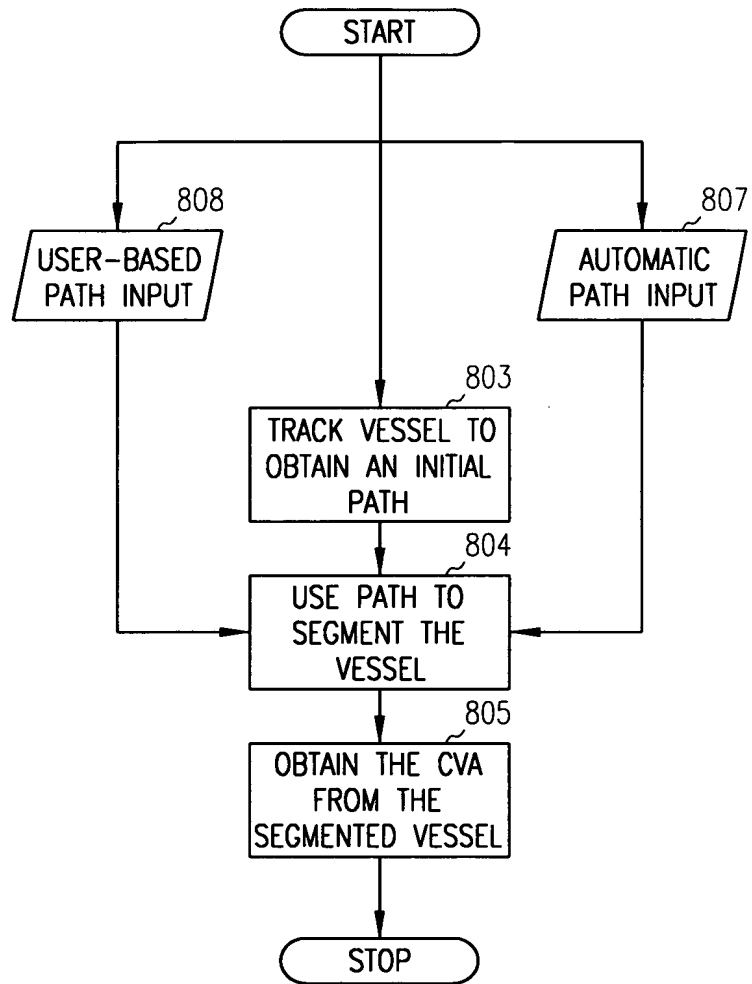 START
808
USER-BASED
PATH INPUT
807
AUTOMATIC
PATH INPUT
803
TRACK VESSEL TO
OBTAIN AN INITIAL
PATH
804
USE PATH TO
SEGMENT THE
VESSEL
805
OBTAIN THE CVA
FROM THE
SEGMENTED VESSEL
STOP